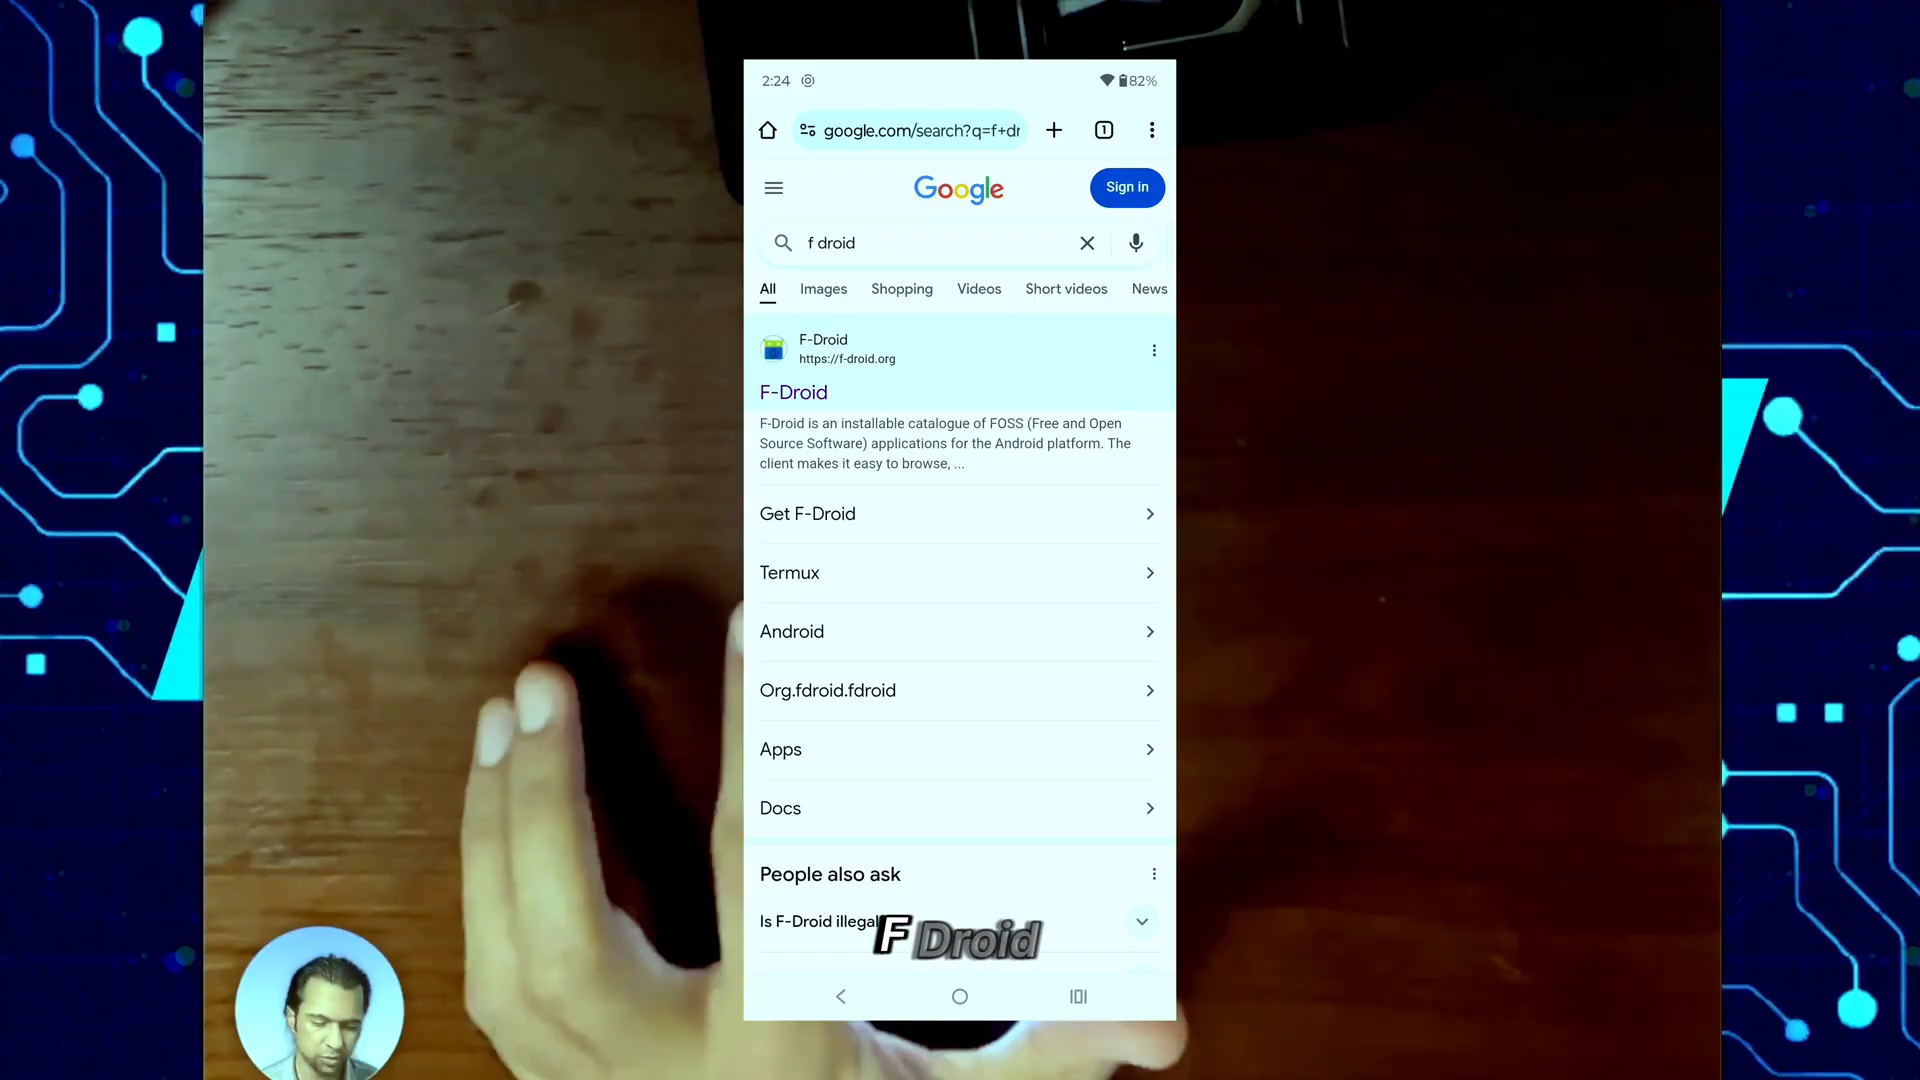 2:24
82%
google.com/search?q=f+dr
1
Google
Sign in
f droid
All
Images
Shopping
Videos
Short videos
News
F-Droid
https://f-droid.org
F-Droid
F-Droid is an installable catalogue of FOSS (Free and Open
Source Software) applications for the Android platform. The
client makes it easy to browse, ...
Get F-Droid
Termux
Android
Org.fdroid.fdroid
Apps
Docs
People also ask
Is F-Droid illegal
F Droid